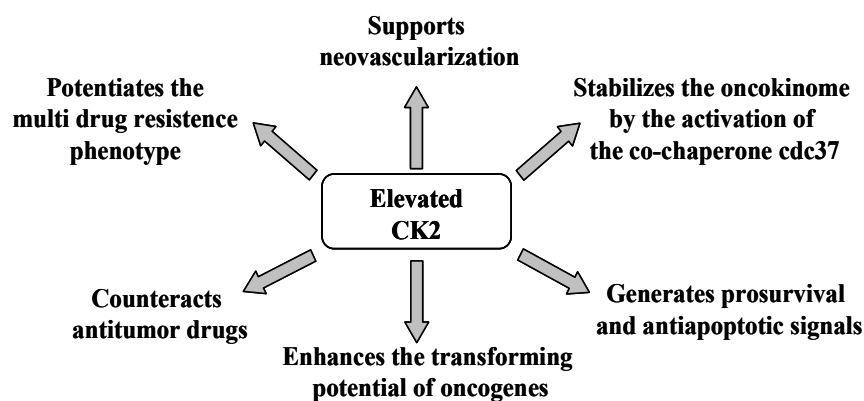 Supports
neovascularization
Potentiates the
multi drug resistence
phenotype
Stabilizes the oncokinome
by the activation of
the co-chaperone cdc37
Elevated
CK2
Counteracts
antitumor drugs
Generates prosurvival
and antiapoptotic signals
Enhances the transforming
potential of oncogenes